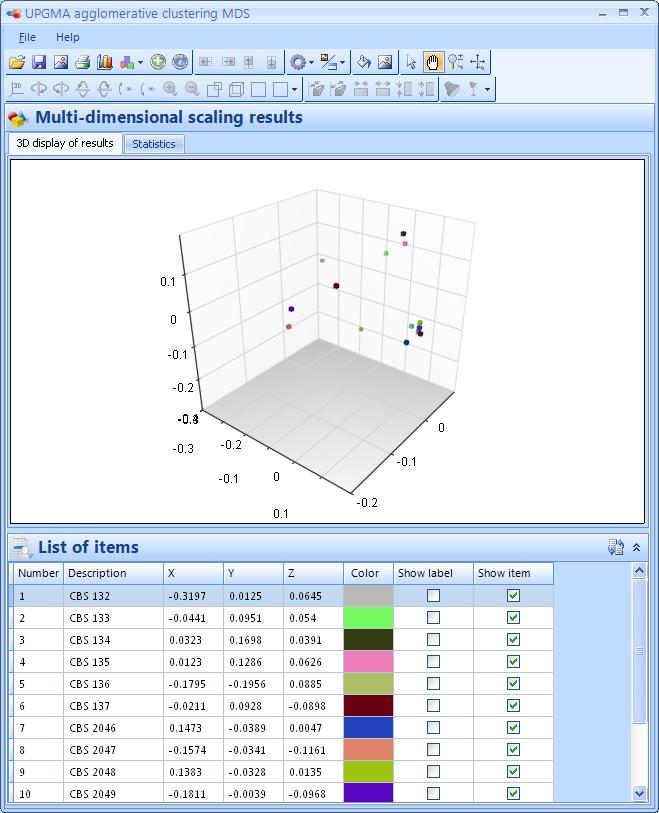 UPGMA agglomerative clustering MDS
File Help
3D
Multi-dimensional scaling results
3D display of results Statistics
0.1
0
-0.1
-0.2
-0.3
-0.2
-0.1
0
0.1
-0.2
-0.1
0
List of items
Number Description X Y Z Color Show label Show item
1 CBS 132 -0.3197 0.0125 0.0645
2 CBS 133 -0.0441 0.0951 0.054
3 CBS 134 0.0323 0.1698 0.0391
4 CBS 135 0.0123 0.1286 0.0626
5 CBS 136 -0.1795 -0.1956 0.0885
6 CBS 137 -0.0211 0.0928 -0.0898
7 CBS 2046 0.1473 -0.0389 0.0047
8 CBS 2047 -0.1574 -0.0341 -0.1161
9 CBS 2048 0.1383 -0.0328 0.0135
10 CBS 2049 -0.1811 -0.0039 -0.0968